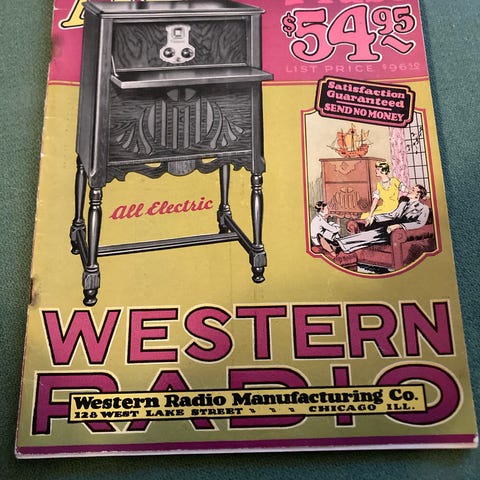 $54.95
LIST PRICE $96.50
Satisfaction
Guaranteed
SEND NO MONEY
All Electric
WESTERN
RADIO
Western Radio Manufacturing Co.
128 WEST LAKE STREET CHICAGO ILL.